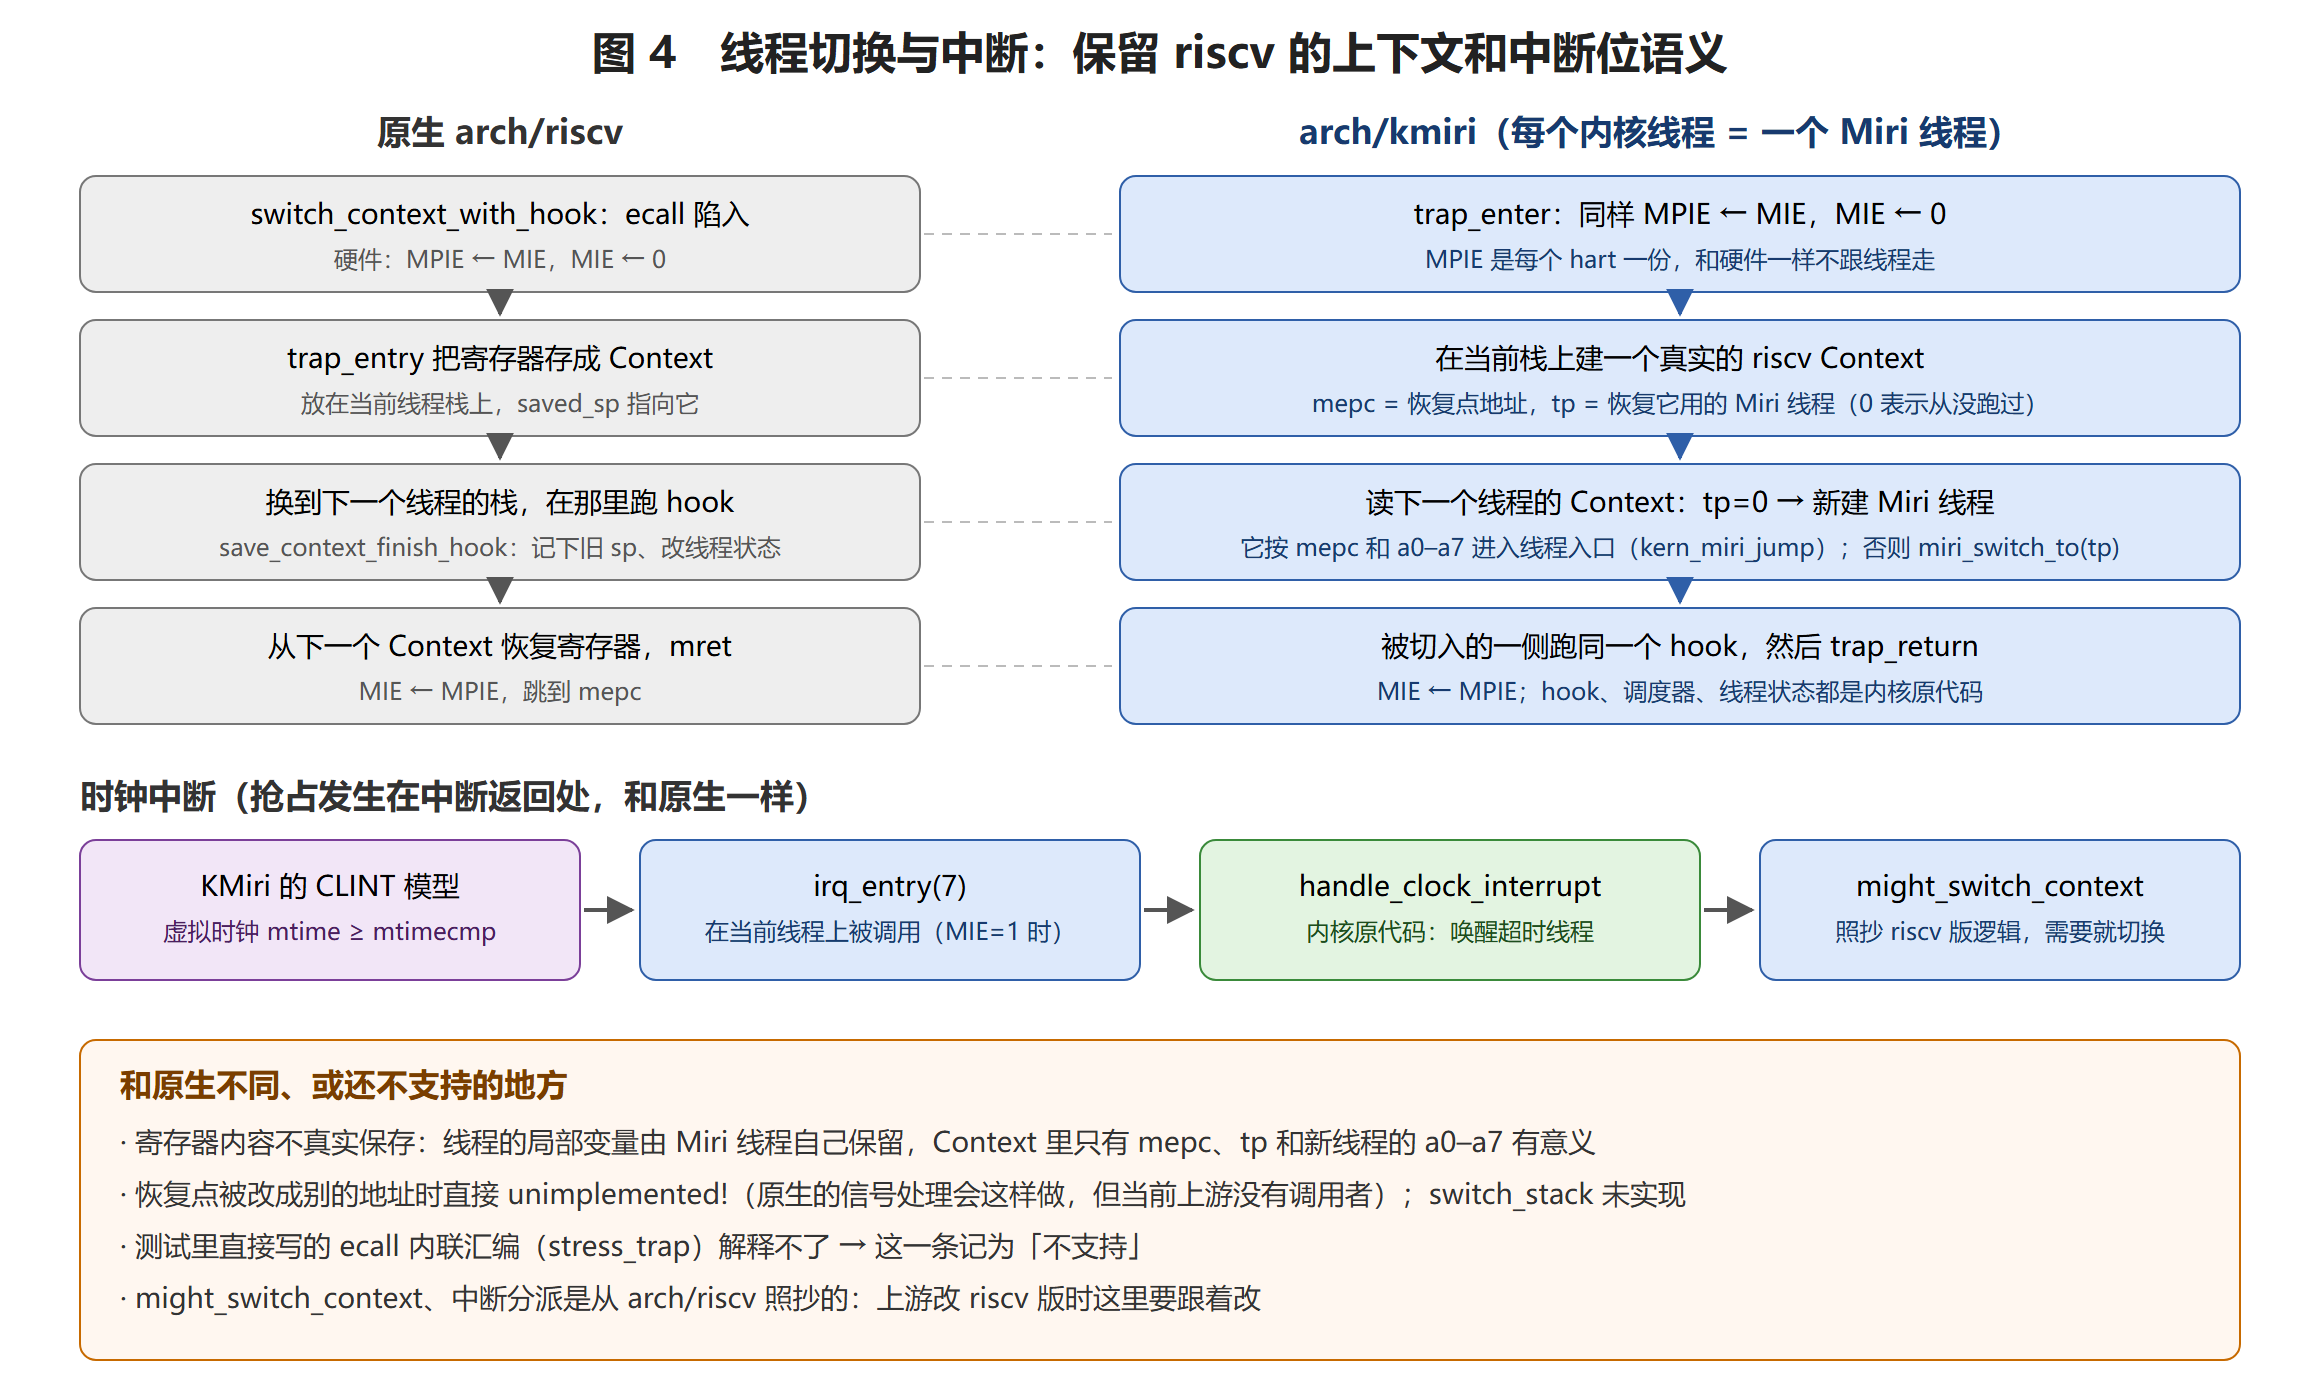 图 4　线程切换与中断：保留 riscv 的上下文和中断位语义
原生 arch/riscv
switch_context_with_hook：ecall 陷入
硬件：MPIE ← MIE，MIE ← 0
trap_entry 把寄存器存成 Context
放在当前线程栈上，saved_sp 指向它
换到下一个线程的栈，在那里跑 hook
save_context_finish_hook：记下旧 sp、改线程状态
从下一个 Context 恢复寄存器，mret
MIE ← MPIE，跳到 mepc
arch/kmiri（每个内核线程 = 一个 Miri 线程）
trap_enter：同样 MPIE ← MIE，MIE ← 0
MPIE 是每个 hart 一份，和硬件一样不跟线程走
在当前栈上建一个真实的 riscv Context
mepc = 恢复点地址，tp = 恢复它用的 Miri 线程（0 表示从没跑过）
读下一个线程的 Context：tp=0 → 新建 Miri 线程
它按 mepc 和 a0–a7 进入线程入口（kern_miri_jump）；否则 miri_switch_to(tp)
被切入的一侧跑同一个 hook，然后 trap_return
MIE ← MPIE；hook、调度器、线程状态都是内核原代码
时钟中断（抢占发生在中断返回处，和原生一样）
KMiri 的 CLINT 模型
虚拟时钟 mtime ≥ mtimecmp
irq_entry(7)
在当前线程上被调用（MIE=1 时）
handle_clock_interrupt
内核原代码：唤醒超时线程
might_switch_context
照抄 riscv 版逻辑，需要就切换
和原生不同、或还不支持的地方
· 寄存器内容不真实保存：线程的局部变量由 Miri 线程自己保留，Context 里只有 mepc、tp 和新线程的 a0–a7 有意义
· 恢复点被改成别的地址时直接 unimplemented!（原生的信号处理会这样做，但当前上游没有调用者）；switch_stack 未实现
· 测试里直接写的 ecall 内联汇编（stress_trap）解释不了 → 这一条记为「不支持」
· might_switch_context、中断分派是从 arch/riscv 照抄的：上游改 riscv 版时这里要跟着改